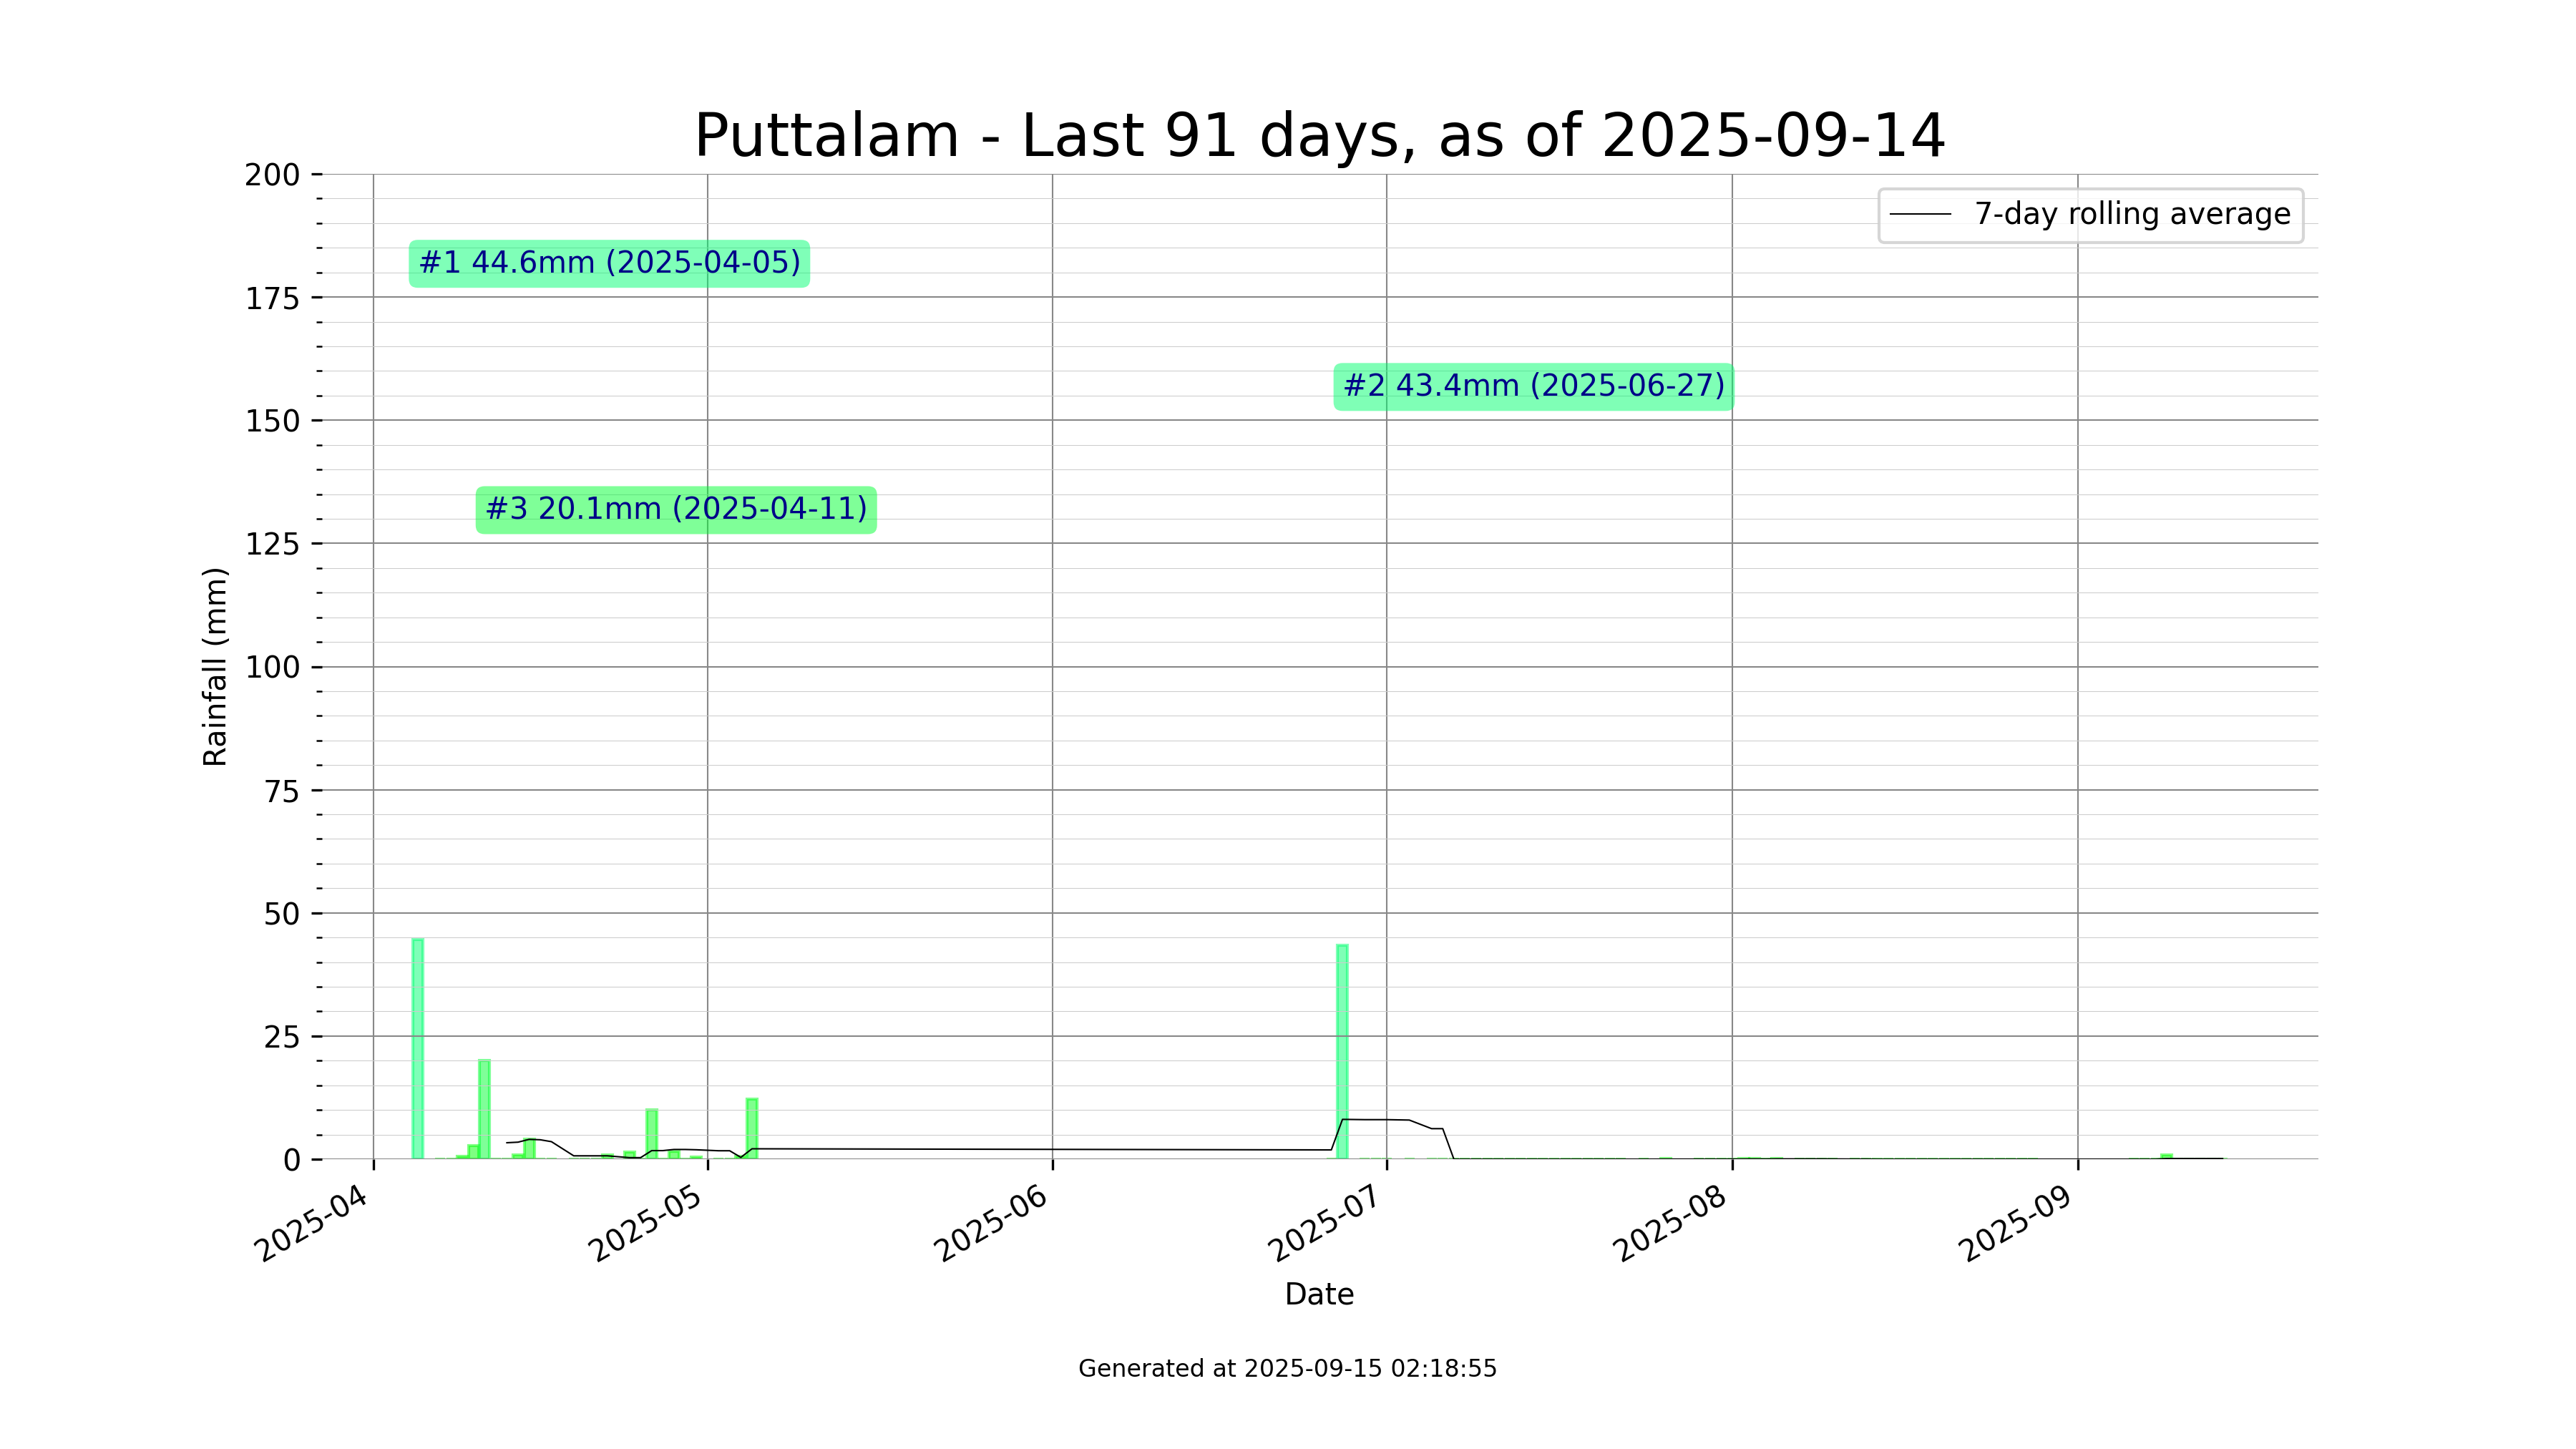 Puttalam - Last 91 days, as of 2025-09-14
200
175
150
125
100
75
50
25
0
Rainfall (mm)
7-day rolling average
#1 44.6mm (2025-04-05)
#2 43.4mm (2025-06-27)
#3 20.1mm (2025-04-11)
2025-04
2025-05
2025-06
2025-07
2025-08
2025-09
Date
Generated at 2025-09-15 02:18:55